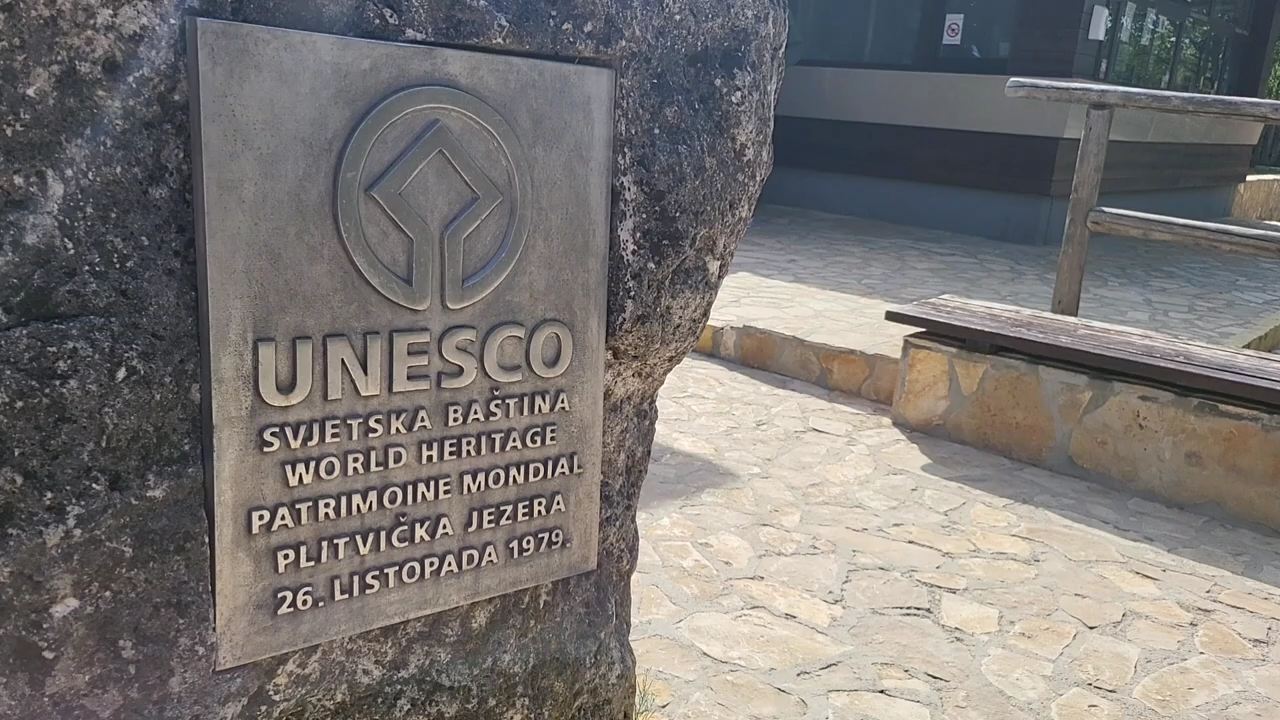 UNESCO
SVJETSKA BAŠTINA
WORLD HERITAGE
PATRIMOINE MONDIAL
PLITVIČKA JEZERA
26. LISTOPADA 1979.